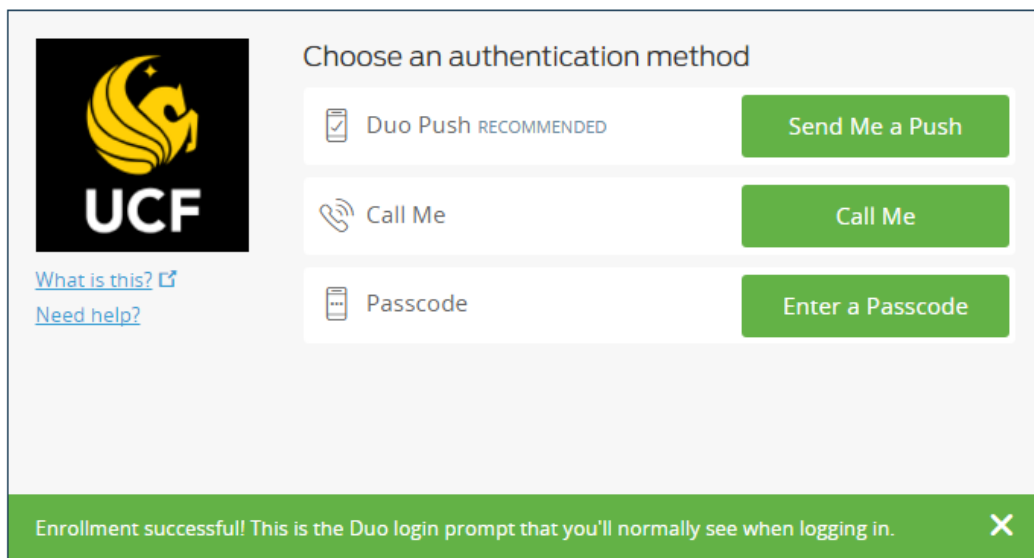 Choose an authentication method
Duo Push RECOMMENDED
Send Me a Push
Call Me
Call Me
Passcode
Enter a Passcode
UCF
What is this?
Need help?
Enrollment successful! This is the Duo login prompt that you'll normally see when logging in.